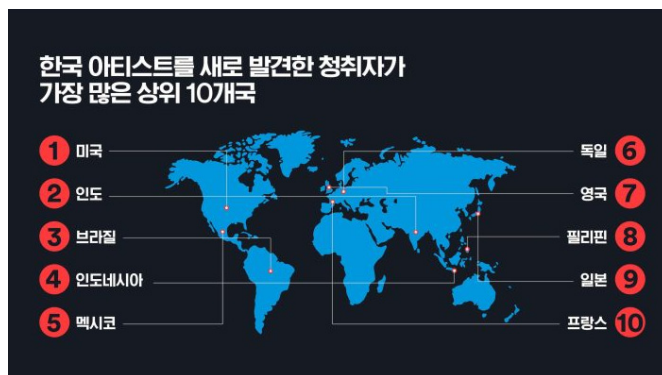 한국 아티스트를 새로 발견한 청취자가
가장 많은 상위 10개국
1 미국
2 인도
3 브라질
4 인도네시아
5 멕시코
독일 6
영국 7
필리핀 8
일본 9
프랑스 10